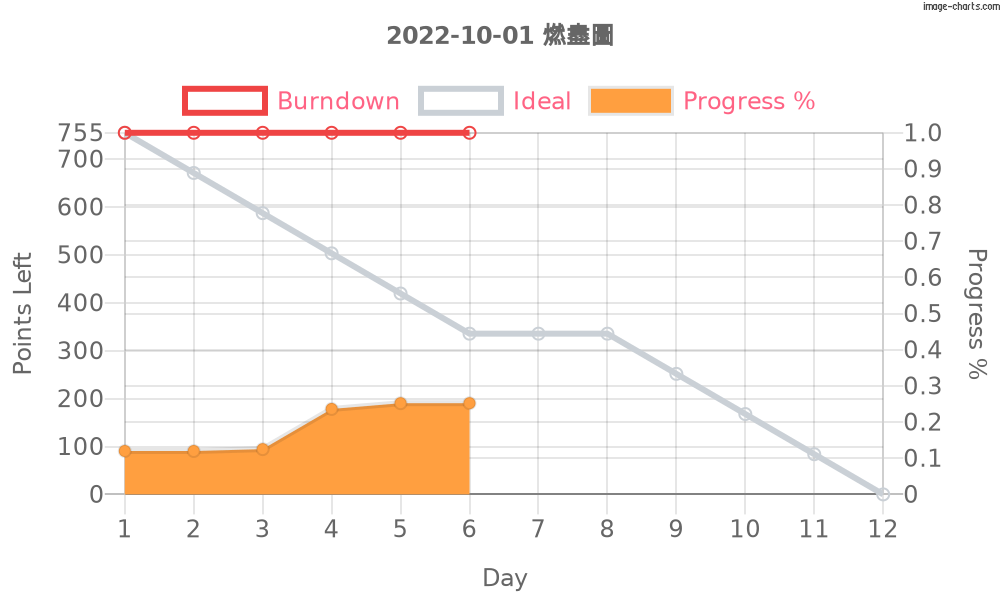 image-charts.com
2022-10-01 燃盡圖
Burndown Ideal Progress %
755 1.0
700 0.9
600 0.8
500 0.7
400 0.6
300 0.5
200 0.4
100 0.3
0 0.2
0.1
0
Points Left
Progress %
1 2 3 4 5 6 7 8 9 10 11 12
Day